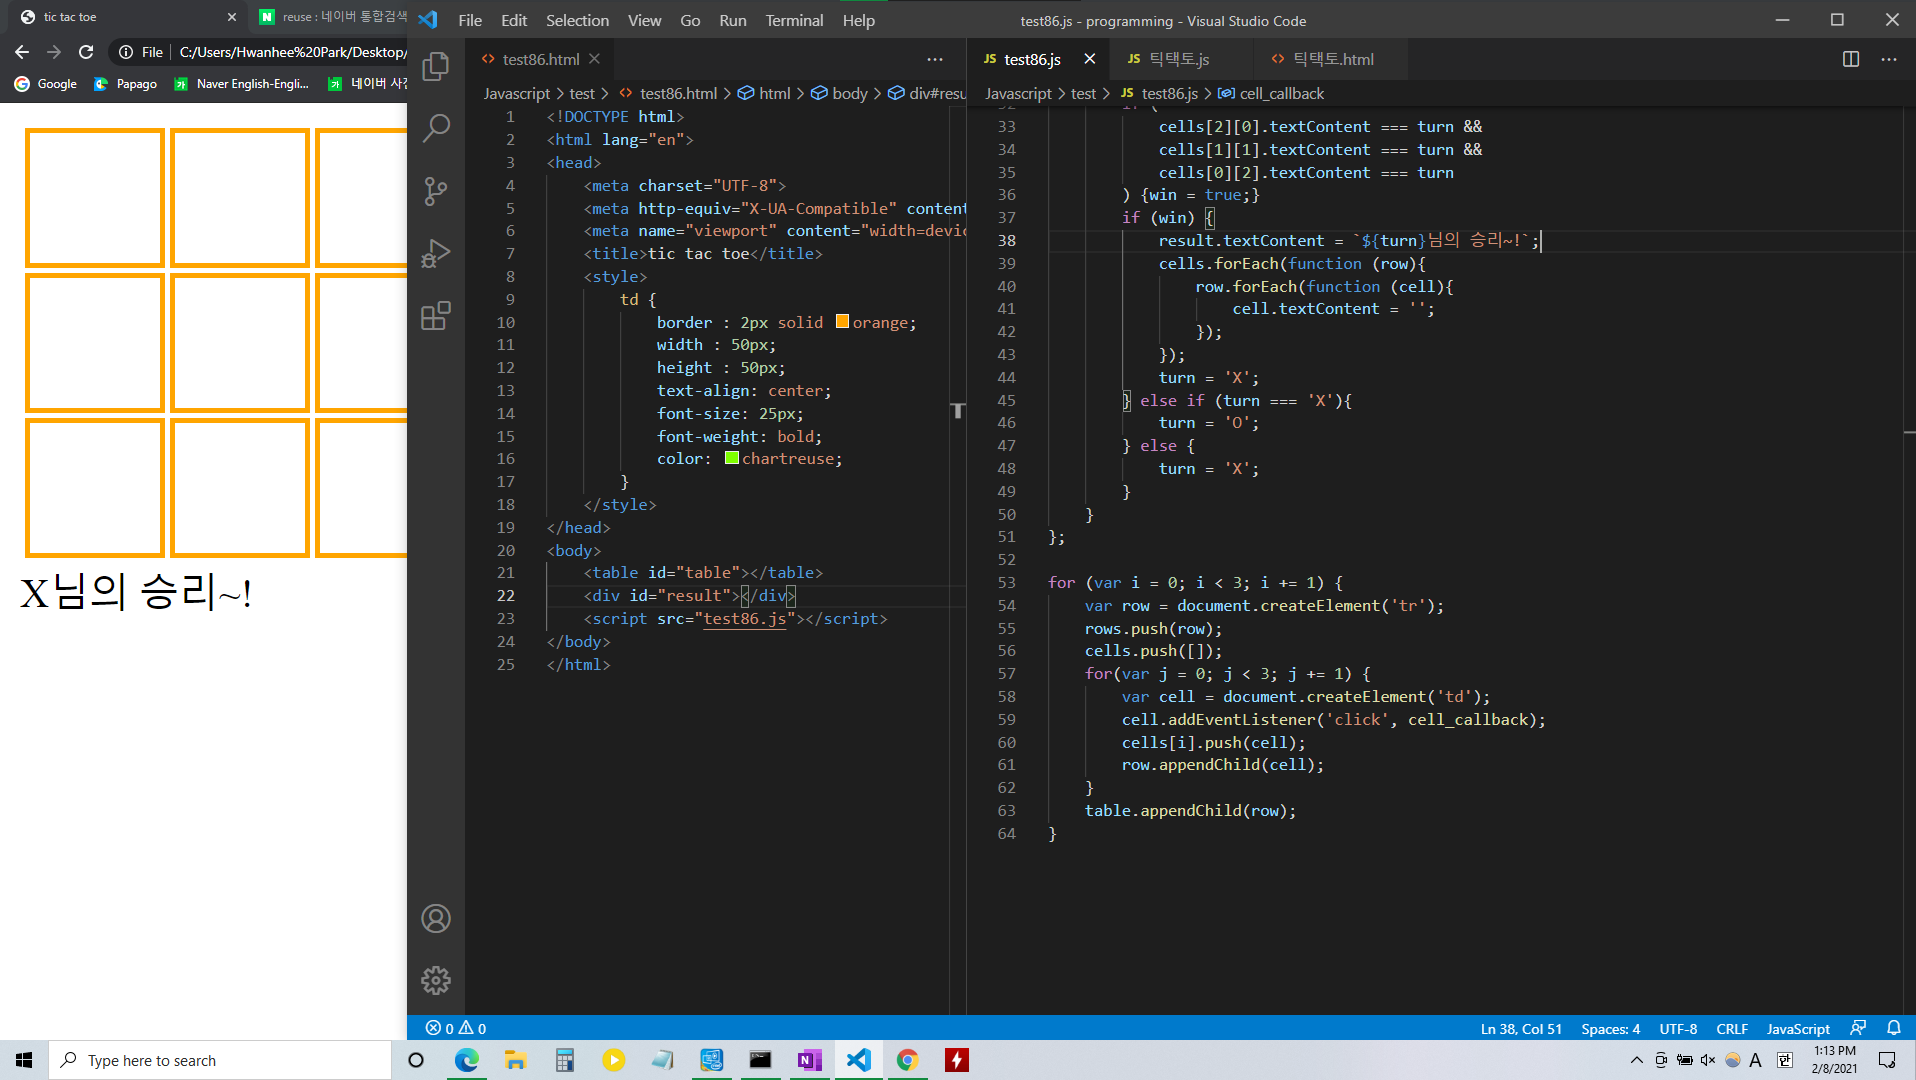 tic tac toe
reuse : 네이버 통합검색
File
C:/Users/Hwanhee%20Park/Desktop/
Google
Papago
Naver English-Engli...
네이버 사전
X님의 승리~!
File Edit Selection View Go Run Terminal Help
test86.js - programming - Visual Studio Code
test86.html
Javascript > test > test86.html > html > body > div#resu
1 <!DOCTYPE html>
2 <html lang="en">
3 <head>
4 <meta charset="UTF-8">
5 <meta http-equiv="X-UA-Compatible" content
6 <meta name="viewport" content="width=devic
7 <title>tic tac toe</title>
8 <style>
9 td {
10 border : 2px solid orange;
11 width : 50px;
12 height : 50px;
13 text-align: center;
14 font-size: 25px;
15 font-weight: bold;
16 color: chartreuse;
17 }
18 </style>
19 </head>
20 <body>
21 <table id="table"></table>
22 <div id="result"></div>
23 <script src="test86.js"></script>
24 </body>
25 </html>
test86.js
틱택토.js
틱택토.html
Javascript > test > test86.js > cell_callback
32 if (
33 cells[2][0].textContent === turn &&
34 cells[1][1].textContent === turn &&
35 cells[0][2].textContent === turn
36 ) {win = true;}
37 if (win) {
38 result.textContent = `${turn}님의 승리~!`;
39 cells.forEach(function (row){
40 row.forEach(function (cell){
41 cell.textContent = '';
42 });
43 });
44 turn = 'X';
45 } else if (turn === 'X'){
46 turn = 'O';
47 } else {
48 turn = 'X';
49 }
50 }
51 };
52
53 for (var i = 0; i < 3; i += 1) {
54 var row = document.createElement('tr');
55 rows.push(row);
56 cells.push([]);
57 for(var j = 0; j < 3; j += 1) {
58 var cell = document.createElement('td');
59 cell.addEventListener('click', cell_callback);
60 cells[i].push(cell);
61 row.appendChild(cell);
62 }
63 table.appendChild(row);
64 }
0 0
Ln 38, Col 51 Spaces: 4 UTF-8 CRLF JavaScript
Type here to search
A 한
1:13 PM
2/8/2021